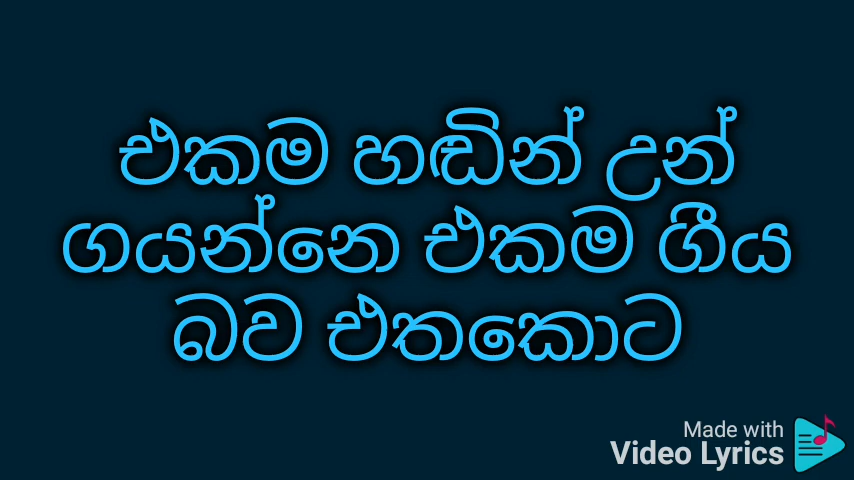 එකම හඬින් උන්
ගයන්නෙ එකම ගීය
බව එතකොට
Made with
Video Lyrics